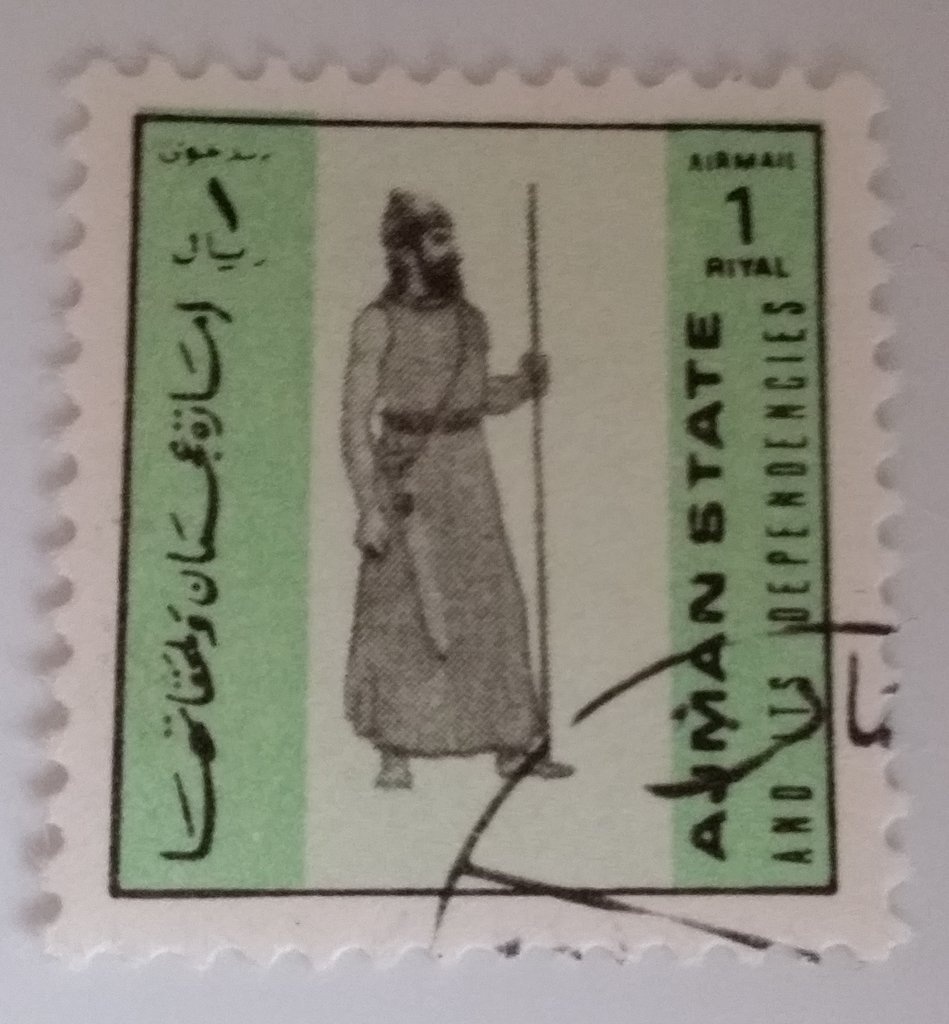 بريد جوي
١
ريال
امارة عجمان وملحقاتها
AIRMAIL
1
RIYAL
AJMAN STATE
AND ITS DEPENDENCIES